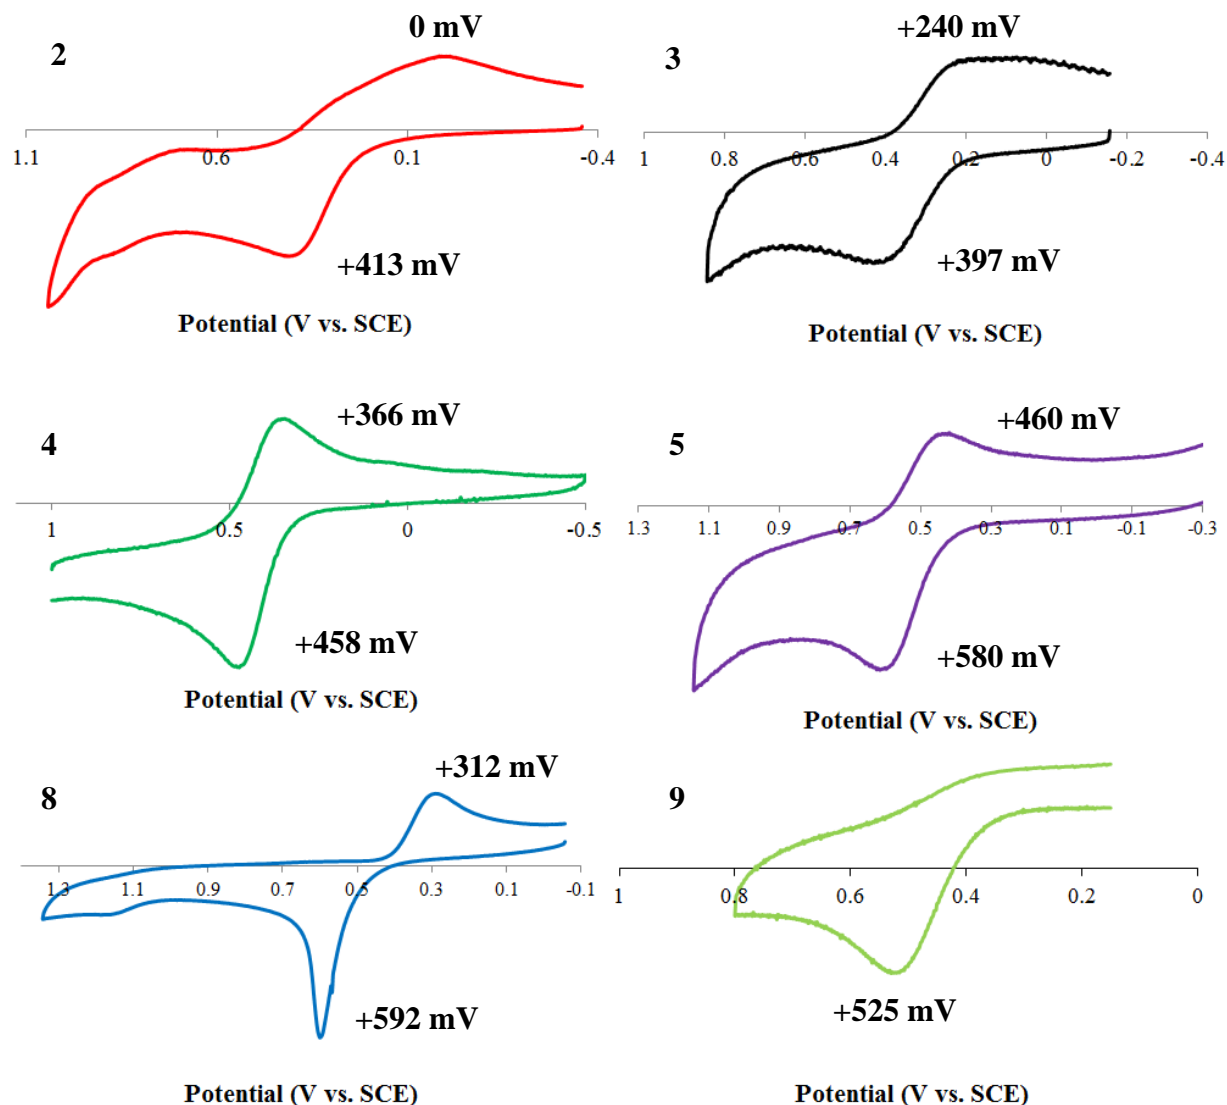 2
0 mV
1.1 0.6 0.1 -0.4
+413 mV
Potential (V vs. SCE)
3
+240 mV
1 0.8 0.6 0.4 0.2 0 -0.2 -0.4
+397 mV
Potential (V vs. SCE)
4
+366 mV
1 0.5 0 -0.5
+458 mV
Potential (V vs. SCE)
5
+460 mV
1.3 1.1 0.9 0.7 0.5 0.3 0.1 -0.1 -0.3
+580 mV
Potential (V vs. SCE)
8
+312 mV
1.3 1.1 0.9 0.7 0.5 0.3 0.1 -0.1
+592 mV
Potential (V vs. SCE)
9
1 0.8 0.6 0.4 0.2 0
+525 mV
Potential (V vs. SCE)